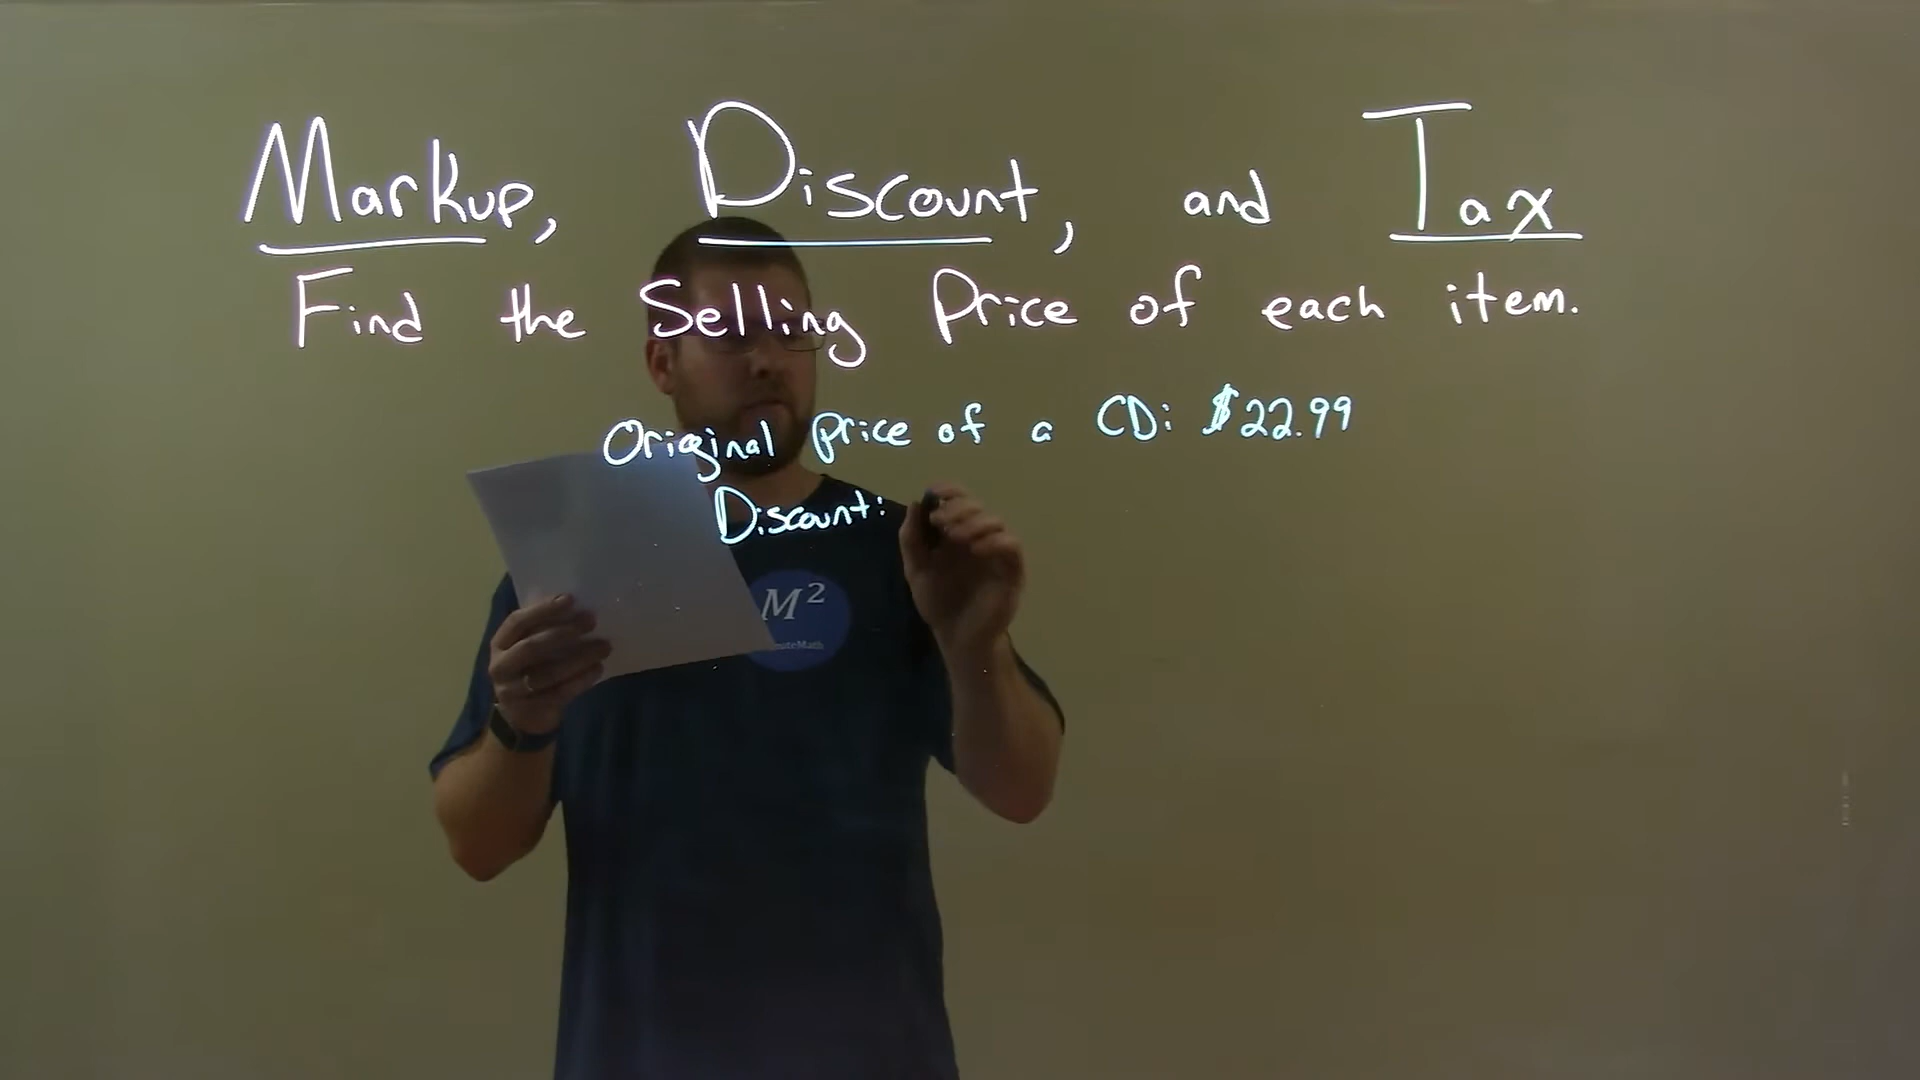 Markup, Discount, and Tax
Find the Selling Price of each item.
Original price of a CD: $22.99
Discount:
M²